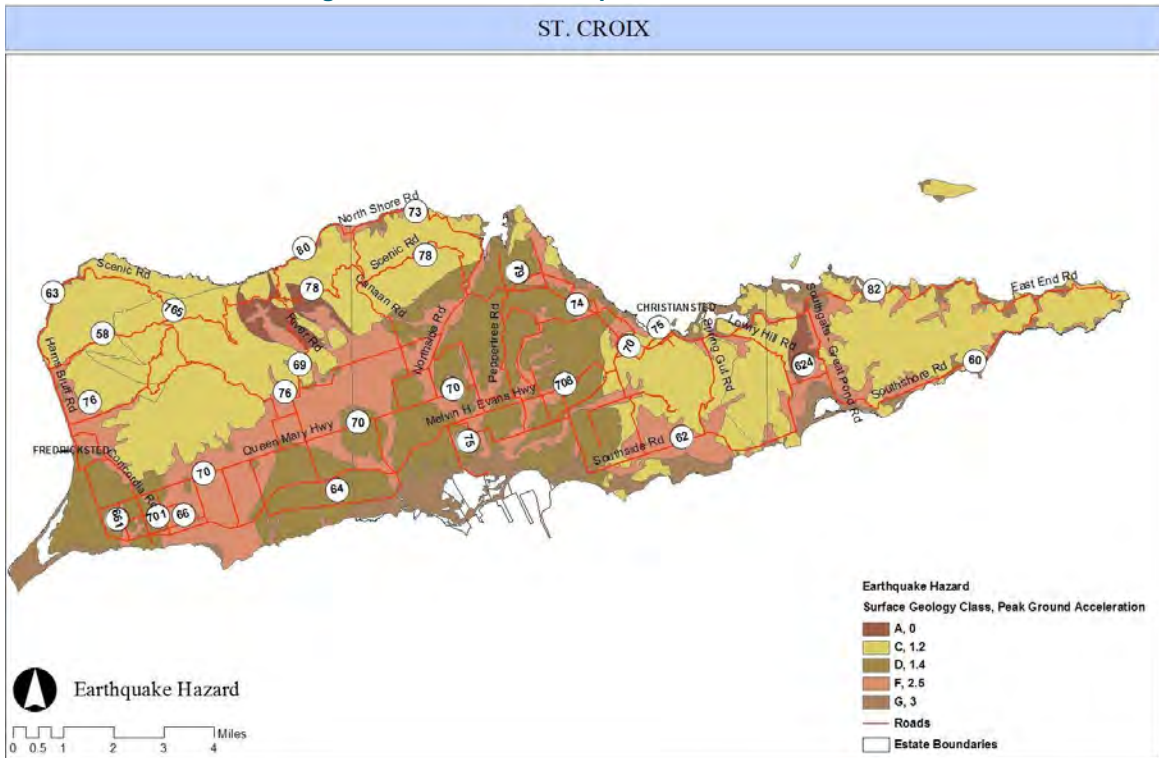 ST. CROIX
North Shore Rd
73
80
Scenic Rd
78
Scenic Rd
63
765
78
Canaan Rd
79
East End Rd
82
58
River Rd
74
CHRISTIANSTED
75
Lowry Hill Rd
Southgate - Great Pond Rd
Hams Bluff Rd
Northside Rd
Peppertree Rd
70
Spring Gut Rd
69
624
60
76
76
70
708
Southshore Rd
Melvin H. Evans Hwy
70
75
62
Queen Mary Hwy
Southside Rd
FREDRICKSTED
Concordia Rd
70
64
661
701
66
Earthquake Hazard
Surface Geology Class, Peak Ground Acceleration
A, 0
C, 1.2
D, 1.4
F, 2.5
G, 3
Roads
Estate Boundaries
Earthquake Hazard
Miles
0 0.5 1 2 3 4